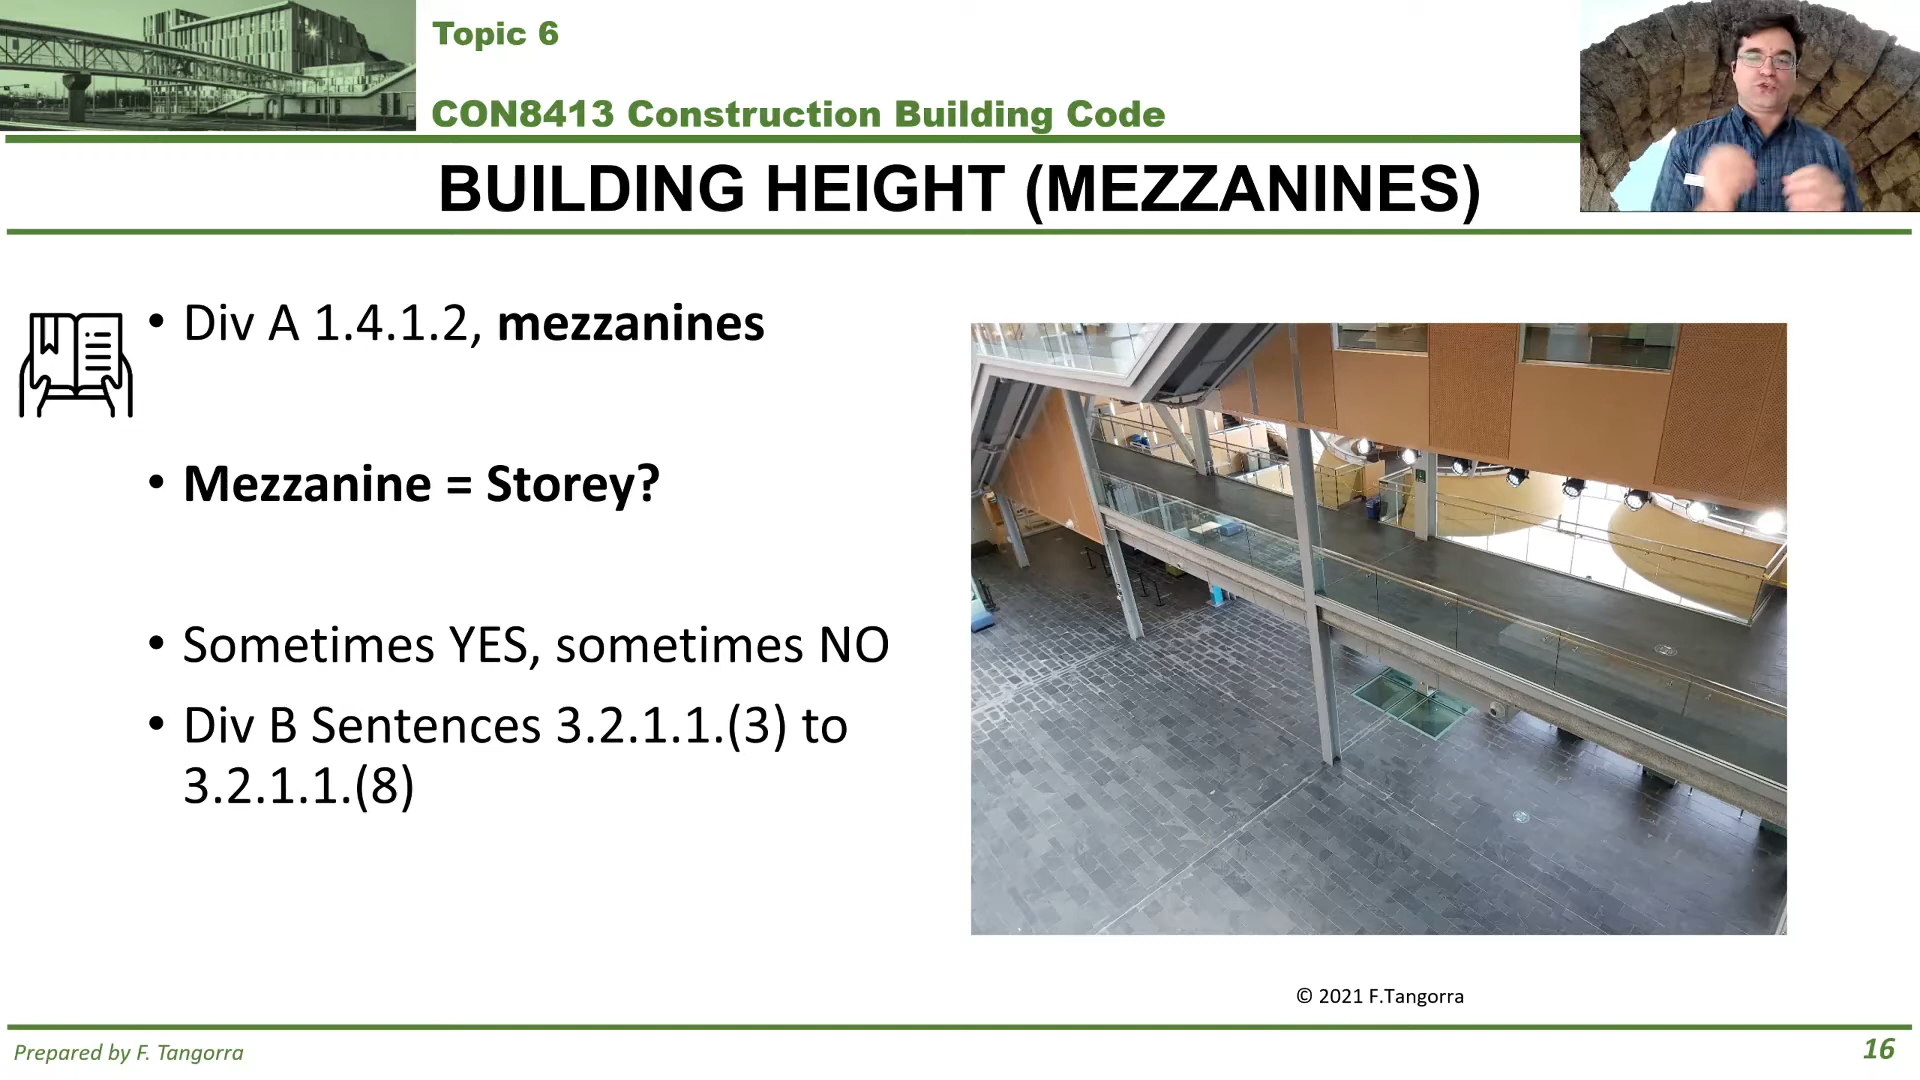 Topic 6
CON8413 Construction Building Code
BUILDING HEIGHT (MEZZANINES)
• Div A 1.4.1.2, mezzanines
• Mezzanine = Storey?
• Sometimes YES, sometimes NO
• Div B Sentences 3.2.1.1.(3) to
3.2.1.1.(8)
© 2021 F.Tangorra
Prepared by F. Tangorra
16